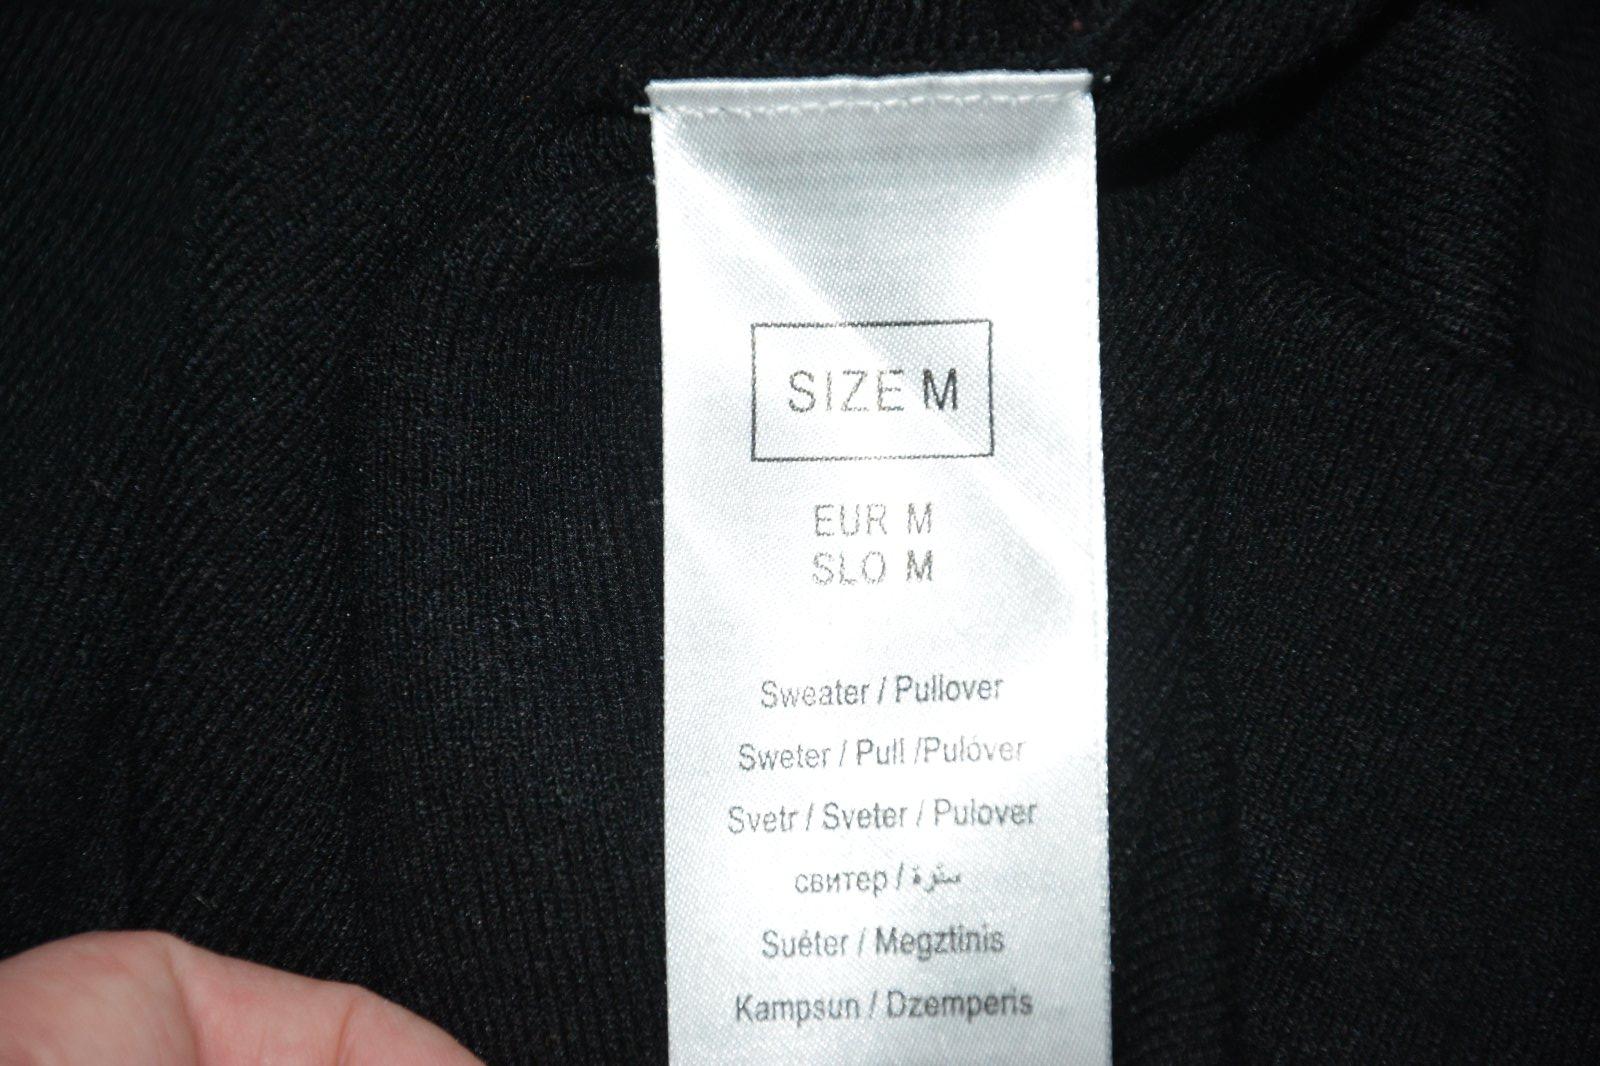 SIZE M
EUR M
SLO M
Sweater / Pullover
Sweter / Pull /Pulóver
Svetr / Sveter / Pulover
свитер / سترة
Suéter / Megztinis
Kampsun / Dzemperis